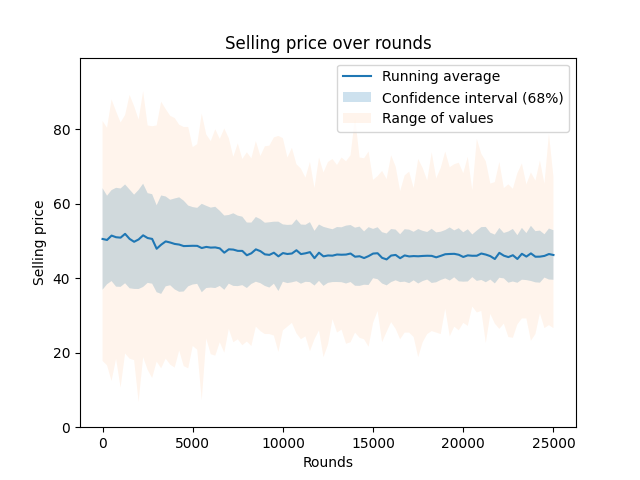 Selling price over rounds
Running average
Confidence interval (68%)
Range of values
Selling price
80
60
40
20
0
0 5000 10000 15000 20000 25000
Rounds